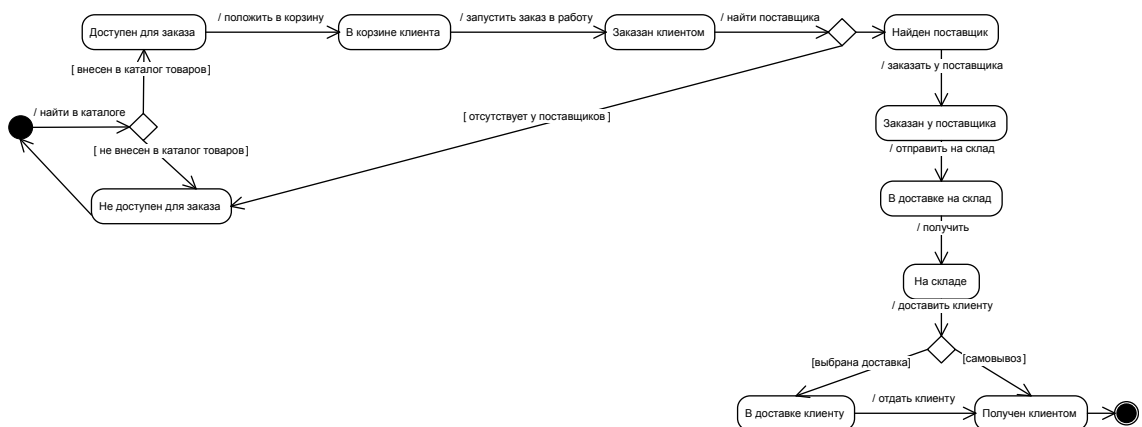 / положить в корзину
/ запустить заказ в работу
/ найти поставщика
Доступен для заказа
В корзине клиента
Заказан клиентом
Найден поставщик
[ внесен в каталог товаров]
/ заказать у поставщика
/ найти в каталоге
[ отсутствует у поставщиков ]
Заказан у поставщика
[ не внесен в каталог товаров]
/ отправить на склад
Не доступен для заказа
В доставке на склад
/ получить
На складе
/ доставить клиенту
[выбрана доставка]
[самовывоз]
/ отдать клиенту
В доставке клиенту
Получен клиентом